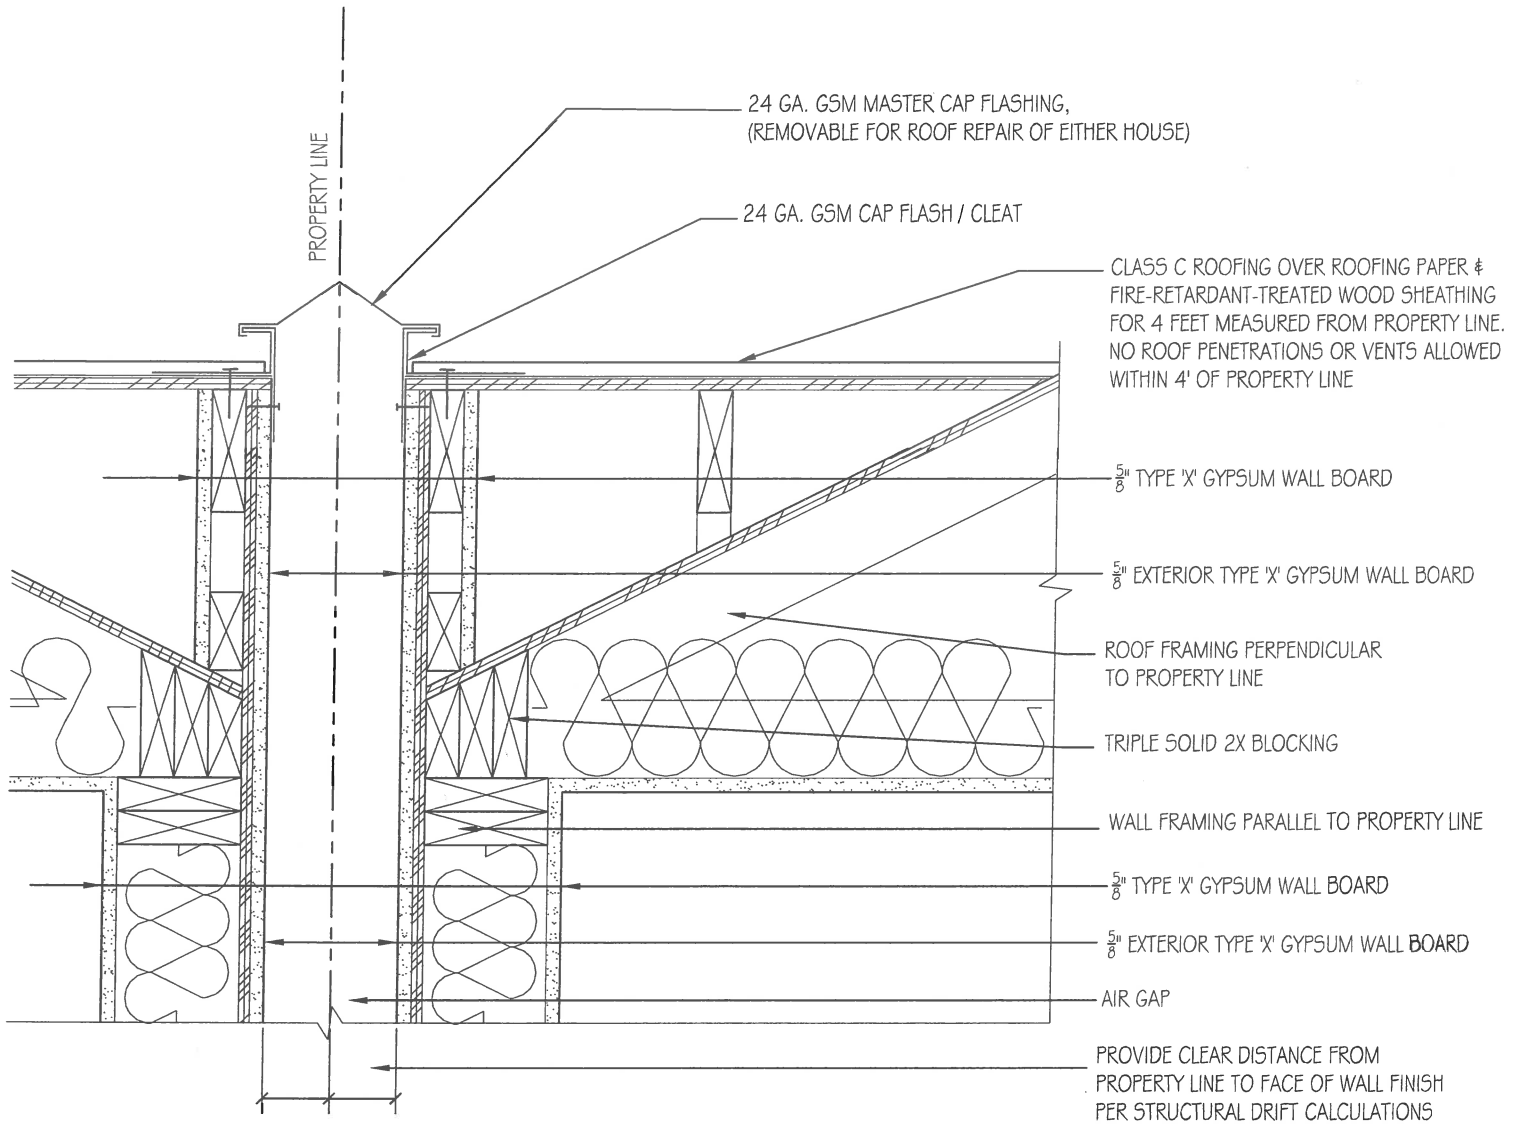 24 GA. GSM MASTER CAP FLASHING,
(REMOVABLE FOR ROOF REPAIR OF EITHER HOUSE)
PROPERTY LINE
24 GA. GSM CAP FLASH / CLEAT
CLASS C ROOFING OVER ROOFING PAPER &
FIRE-RETARDANT-TREATED WOOD SHEATHING
FOR 4 FEET MEASURED FROM PROPERTY LINE.
NO ROOF PENETRATIONS OR VENTS ALLOWED
WITHIN 4' OF PROPERTY LINE
5/8" TYPE 'X' GYPSUM WALL BOARD
5/8" EXTERIOR TYPE 'X' GYPSUM WALL BOARD
ROOF FRAMING PERPENDICULAR
TO PROPERTY LINE
TRIPLE SOLID 2X BLOCKING
WALL FRAMING PARALLEL TO PROPERTY LINE
5/8" TYPE 'X' GYPSUM WALL BOARD
5/8" EXTERIOR TYPE 'X' GYPSUM WALL BOARD
AIR GAP
PROVIDE CLEAR DISTANCE FROM
PROPERTY LINE TO FACE OF WALL FINISH
PER STRUCTURAL DRIFT CALCULATIONS